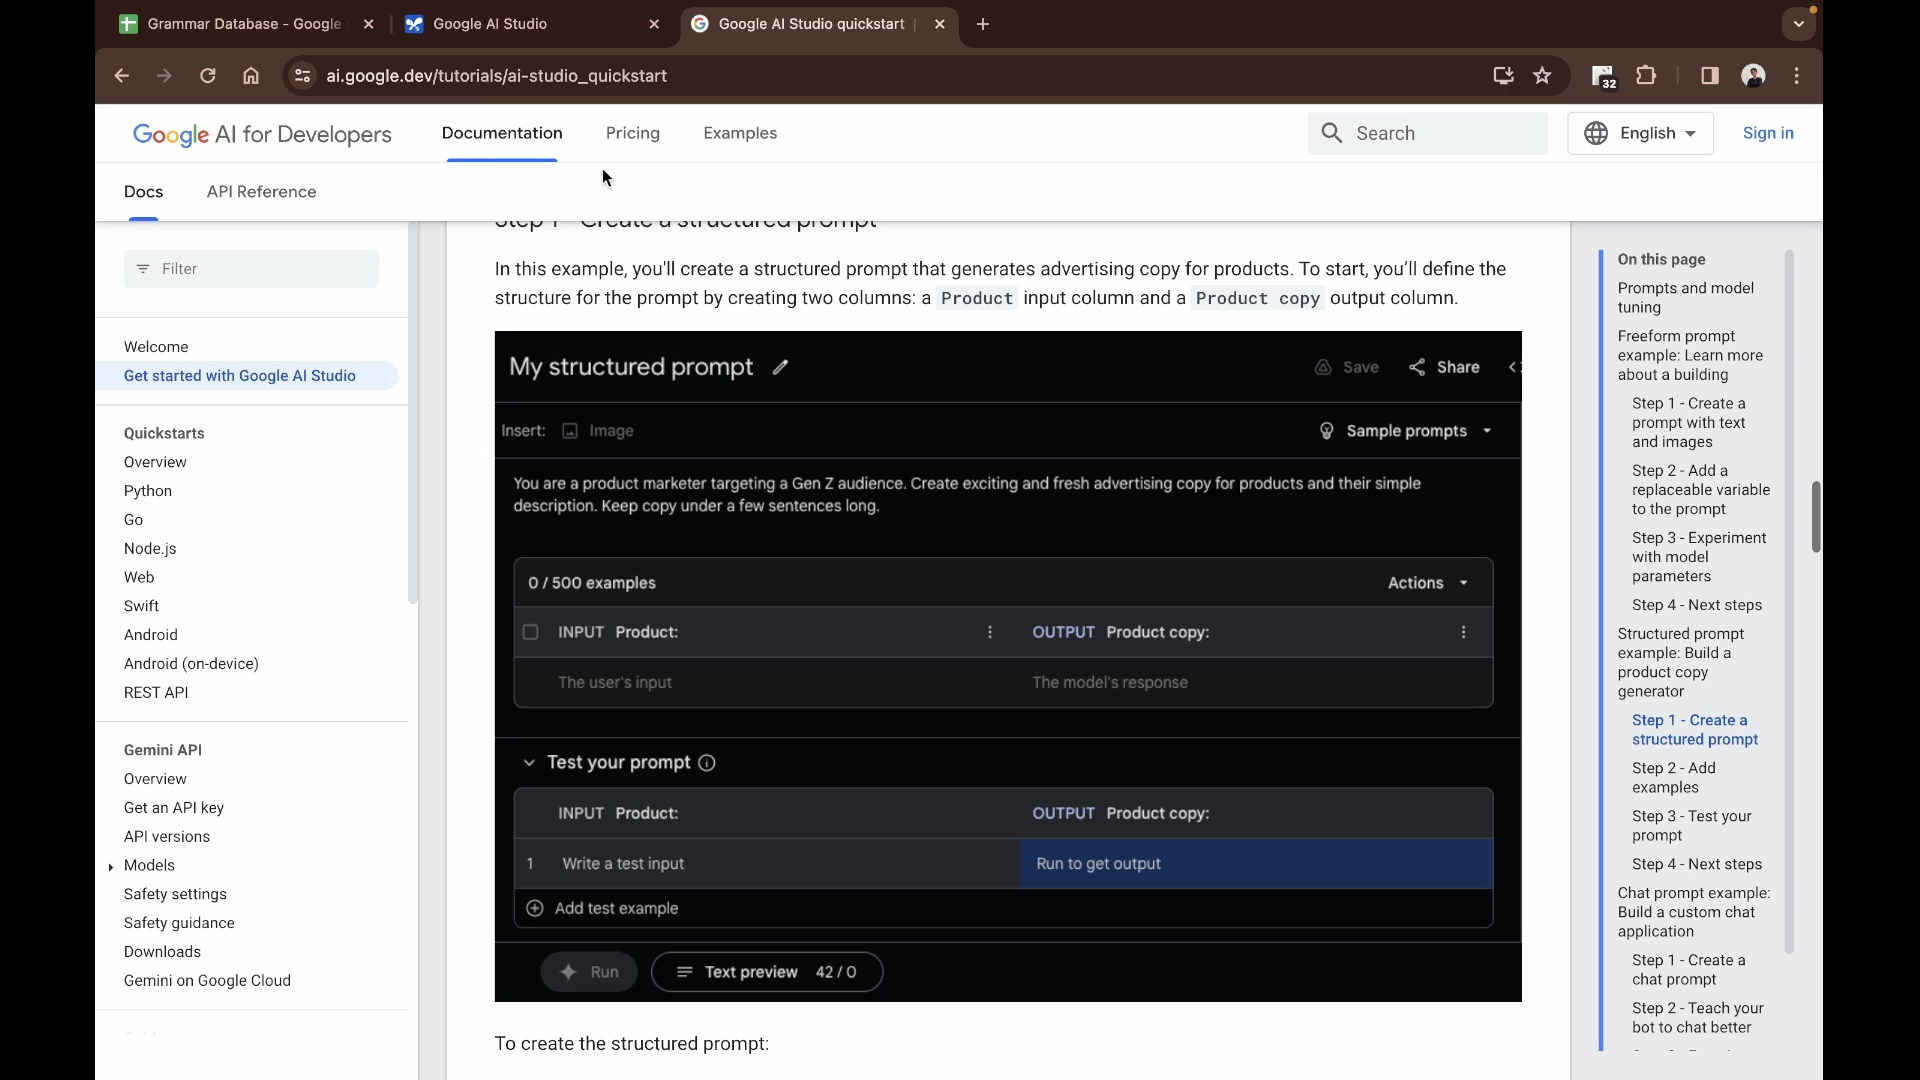 Grammar Database - Google
Google AI Studio
Google AI Studio quickstart
ai.google.dev/tutorials/ai-studio_quickstart
32
Google AI for Developers
Documentation
Pricing
Examples
Search
English
Sign in
Docs
API Reference
Filter
Welcome
Get started with Google AI Studio
Quickstarts
Overview
Python
Go
Node.js
Web
Swift
Android
Android (on-device)
REST API
Gemini API
Overview
Get an API key
API versions
Models
Safety settings
Safety guidance
Downloads
Gemini on Google Cloud
Step 1 - Create a structured prompt
In this example, you'll create a structured prompt that generates advertising copy for products. To start, you'll define the
structure for the prompt by creating two columns: a Product input column and a Product copy output column.
My structured prompt
Save
Share
Insert:
Image
Sample prompts
You are a product marketer targeting a Gen Z audience. Create exciting and fresh advertising copy for products and their simple
description. Keep copy under a few sentences long.
0 / 500 examples
Actions
INPUT Product:
OUTPUT Product copy:
The user's input
The model's response
Test your prompt
INPUT Product:
OUTPUT Product copy:
1 Write a test input
Run to get output
Add test example
Run
Text preview 42 / 0
To create the structured prompt:
On this page
Prompts and model
tuning
Freeform prompt
example: Learn more
about a building
Step 1 - Create a
prompt with text
and images
Step 2 - Add a
replaceable variable
to the prompt
Step 3 - Experiment
with model
parameters
Step 4 - Next steps
Structured prompt
example: Build a
product copy
generator
Step 1 - Create a
structured prompt
Step 2 - Add
examples
Step 3 - Test your
prompt
Step 4 - Next steps
Chat prompt example:
Build a custom chat
application
Step 1 - Create a
chat prompt
Step 2 - Teach your
bot to chat better